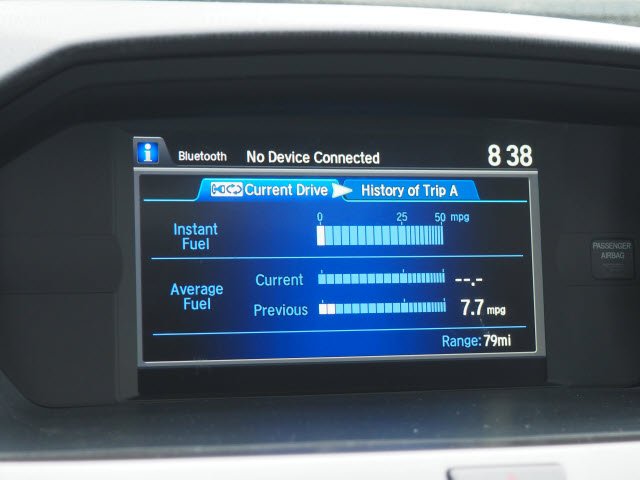 i Bluetooth No Device Connected 8 38
Current Drive History of Trip A
0 25 50 mpg
Instant
Fuel
Current --.-
Average
Fuel
Previous 7.7 mpg
Range: 79mi
PASSENGER
AIRBAG